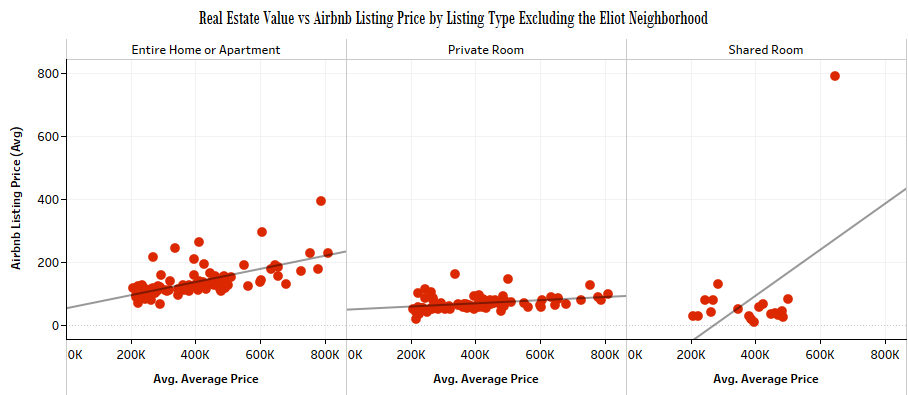 Real Estate Value vs Airbnb Listing Price by Listing Type Excluding the Eliot Neighborhood
Entire Home or Apartment Private Room Shared Room
Airbnb Listing Price (Avg)
800
600
400
200
0
0K 200K 400K 600K 800K 0K 200K 400K 600K 800K 0K 200K 400K 600K 800K
Avg. Average Price Avg. Average Price Avg. Average Price